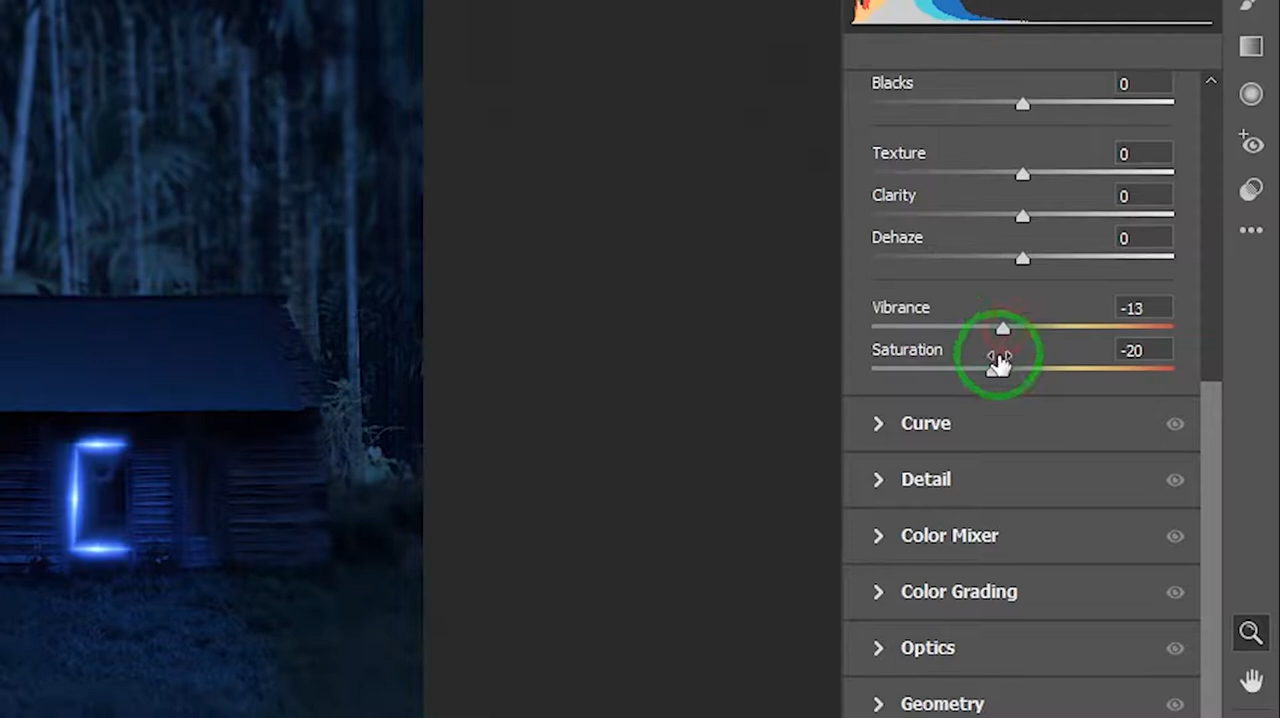 Blacks 0
Texture 0
Clarity 0
Dehaze 0
Vibrance -13
Saturation -20
Curve
Detail
Color Mixer
Color Grading
Optics
Geometry